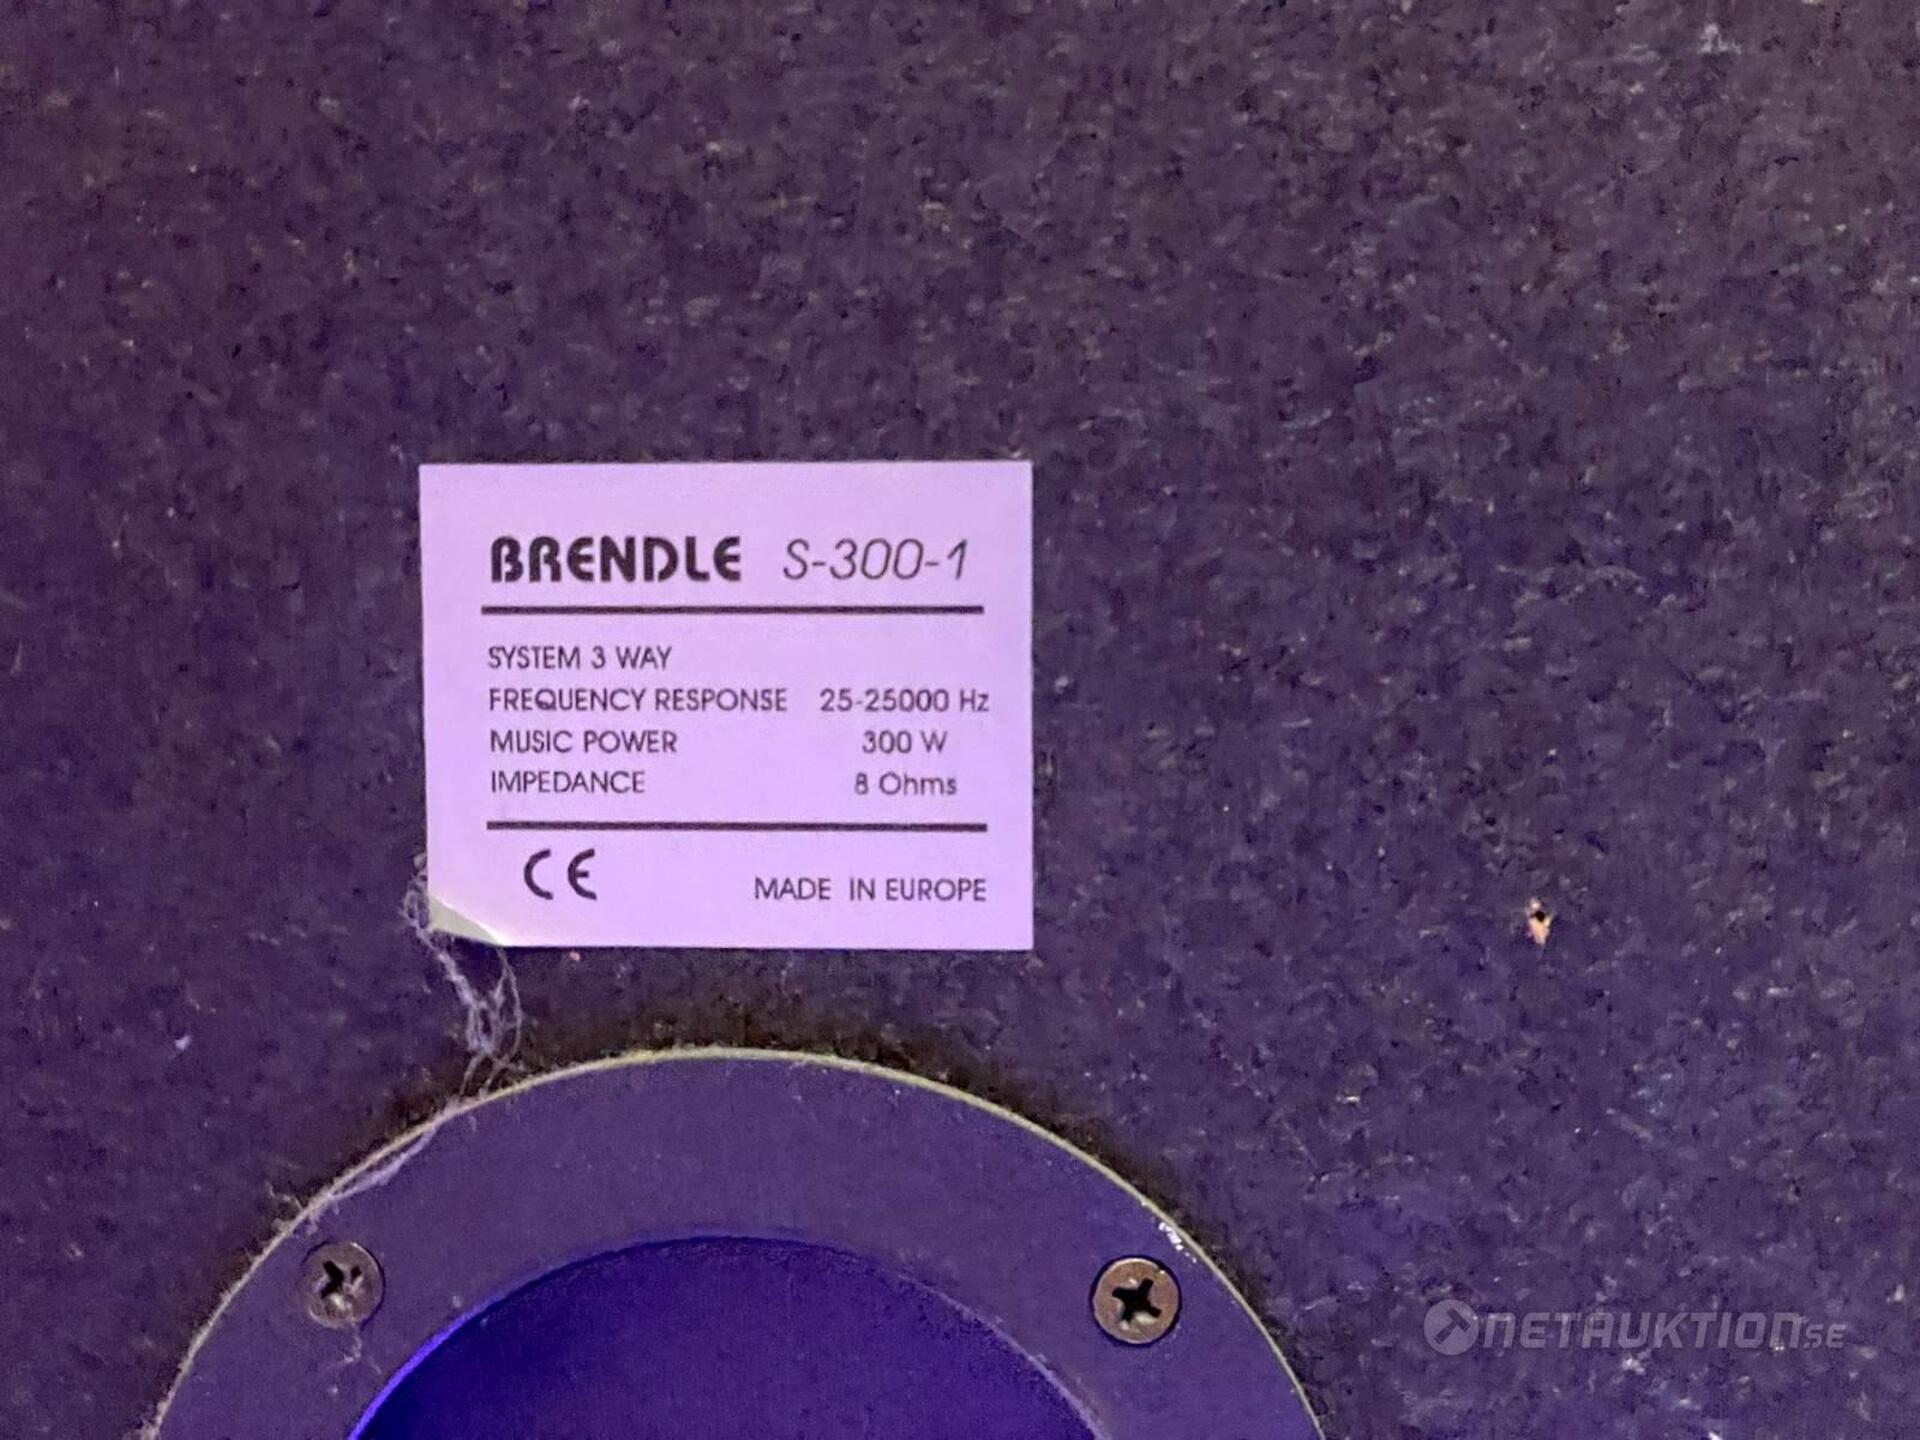 BRENDLE S-300-1
SYSTEM 3 WAY
FREQUENCY RESPONSE 25-25000 Hz
MUSIC POWER 300 W
IMPEDANCE 8 Ohms
CE MADE IN EUROPE
NETAUKTION.SE